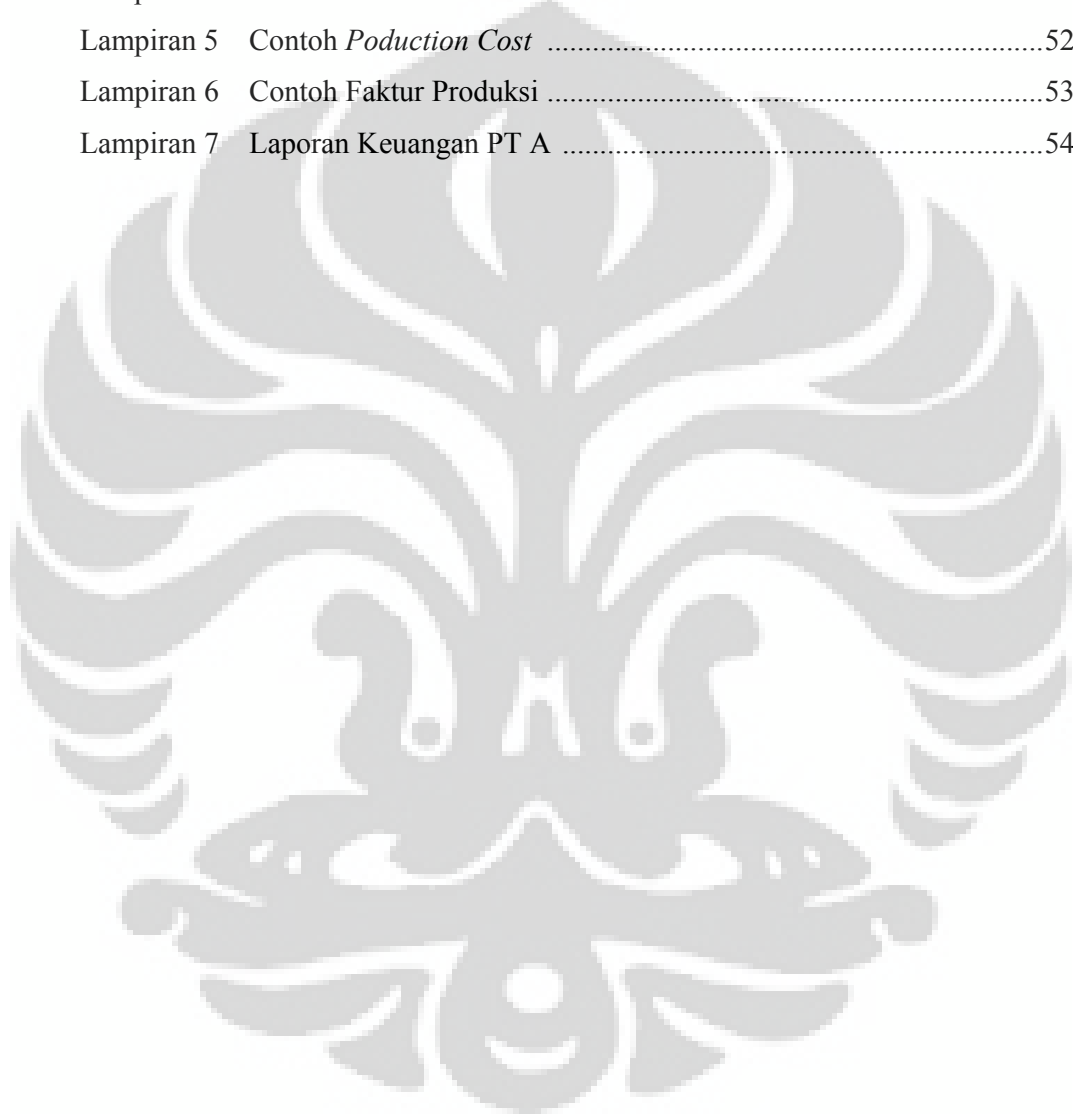 Lampiran 5 Contoh Poduction Cost ........................................................................52
Lampiran 6 Contoh Faktur Produksi ........................................................................53
Lampiran 7 Laporan Keuangan PT A ......................................................................54